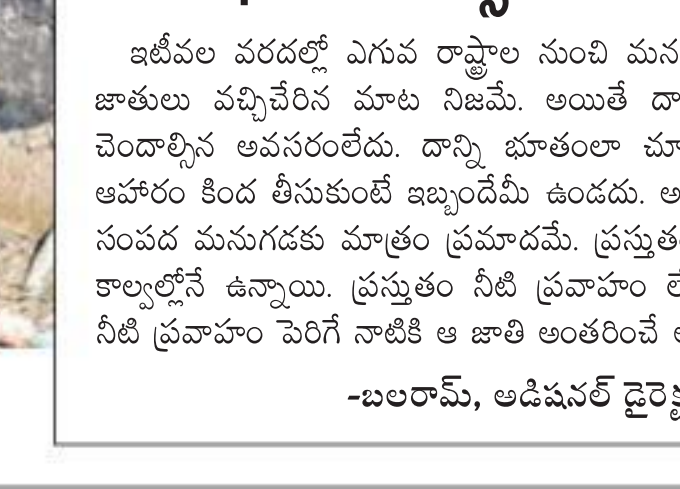 ఇటీవల వరదల్లో ఎగువ రాష్ట్రాల నుంచి మన
జాతులు వచ్చిచేరిన మాట నిజమే. అయితే
చెందాల్సిన అవసరంలేదు. దాన్ని భూతంలా
ఆహారం కింద తీసుకుంటే ఇబ్బందేమీ ఉండదు.
సంపద మనుగడకు మాత్రం ప్రమాదమే.
కాల్వల్లోనే ఉన్నాయి. ప్రస్తుతం నీటి ప్రవాహం
నీటి ప్రవాహం పెరిగే నాటికి ఆ జాతి అంతరించే
-బలరామ్, అడిషనల్